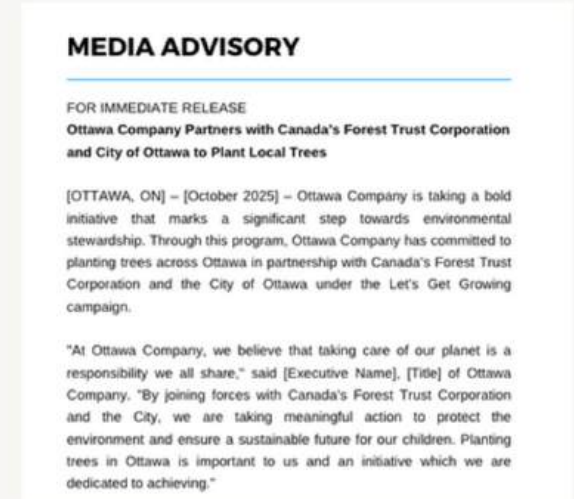 MEDIA ADVISORY
FOR IMMEDIATE RELEASE
Ottawa Company Partners with Canada's Forest Trust Corporation
and City of Ottawa to Plant Local Trees
[OTTAWA, ON] – [October 2025] – Ottawa Company is taking a bold
initiative that marks a significant step towards environmental
stewardship. Through this program, Ottawa Company has committed to
planting trees across Ottawa in partnership with Canada's Forest Trust
Corporation and the City of Ottawa under the Let's Get Growing
campaign.
"At Ottawa Company, we believe that taking care of our planet is a
responsibility we all share," said [Executive Name], [Title] of Ottawa
Company. "By joining forces with Canada's Forest Trust Corporation
and the City, we are taking meaningful action to protect the
environment and ensure a sustainable future for our children. Planting
trees in Ottawa is important to us and an initiative which we are
dedicated to achieving."